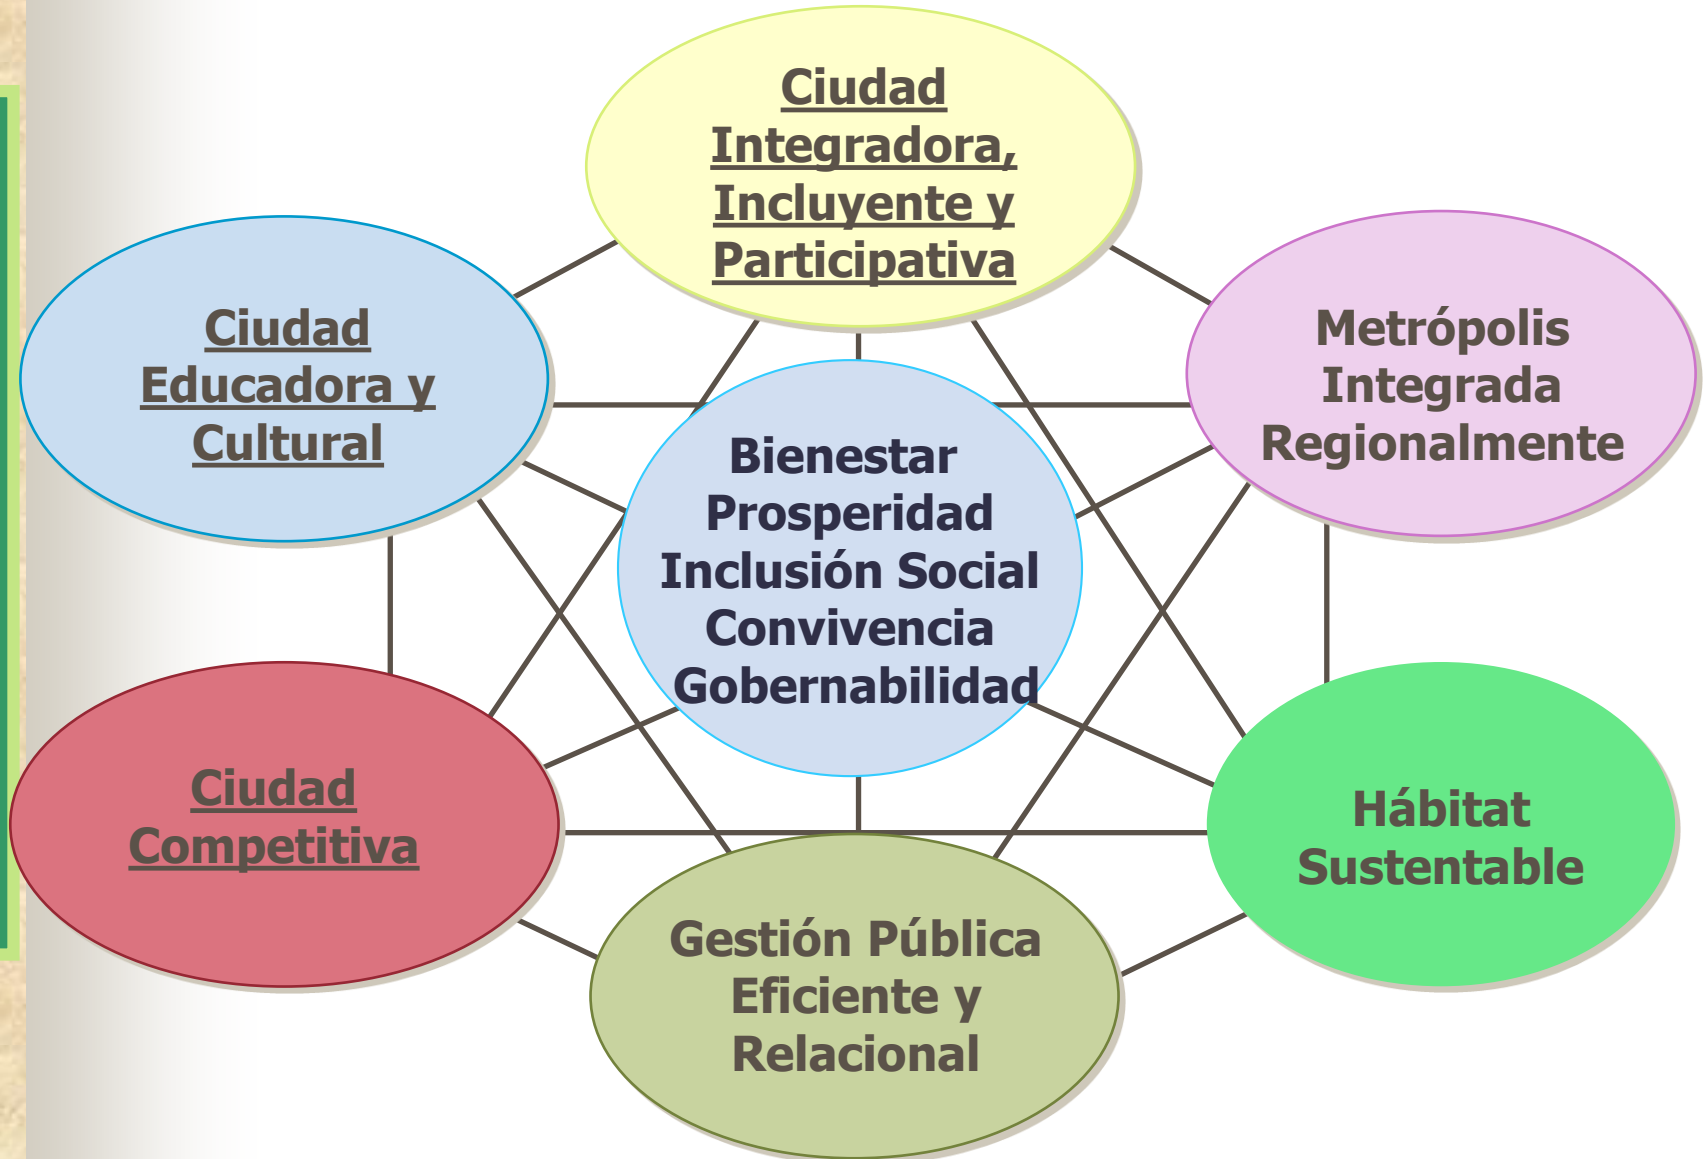 Ciudad
Integradora,
Incluyente y
Participativa
Ciudad
Educadora y
Cultural
Metrópolis
Integrada
Regionalmente
Bienestar
Prosperidad
Inclusión Social
Convivencia
Gobernabilidad
Ciudad
Competitiva
Hábitat
Sustentable
Gestión Pública
Eficiente y
Relacional